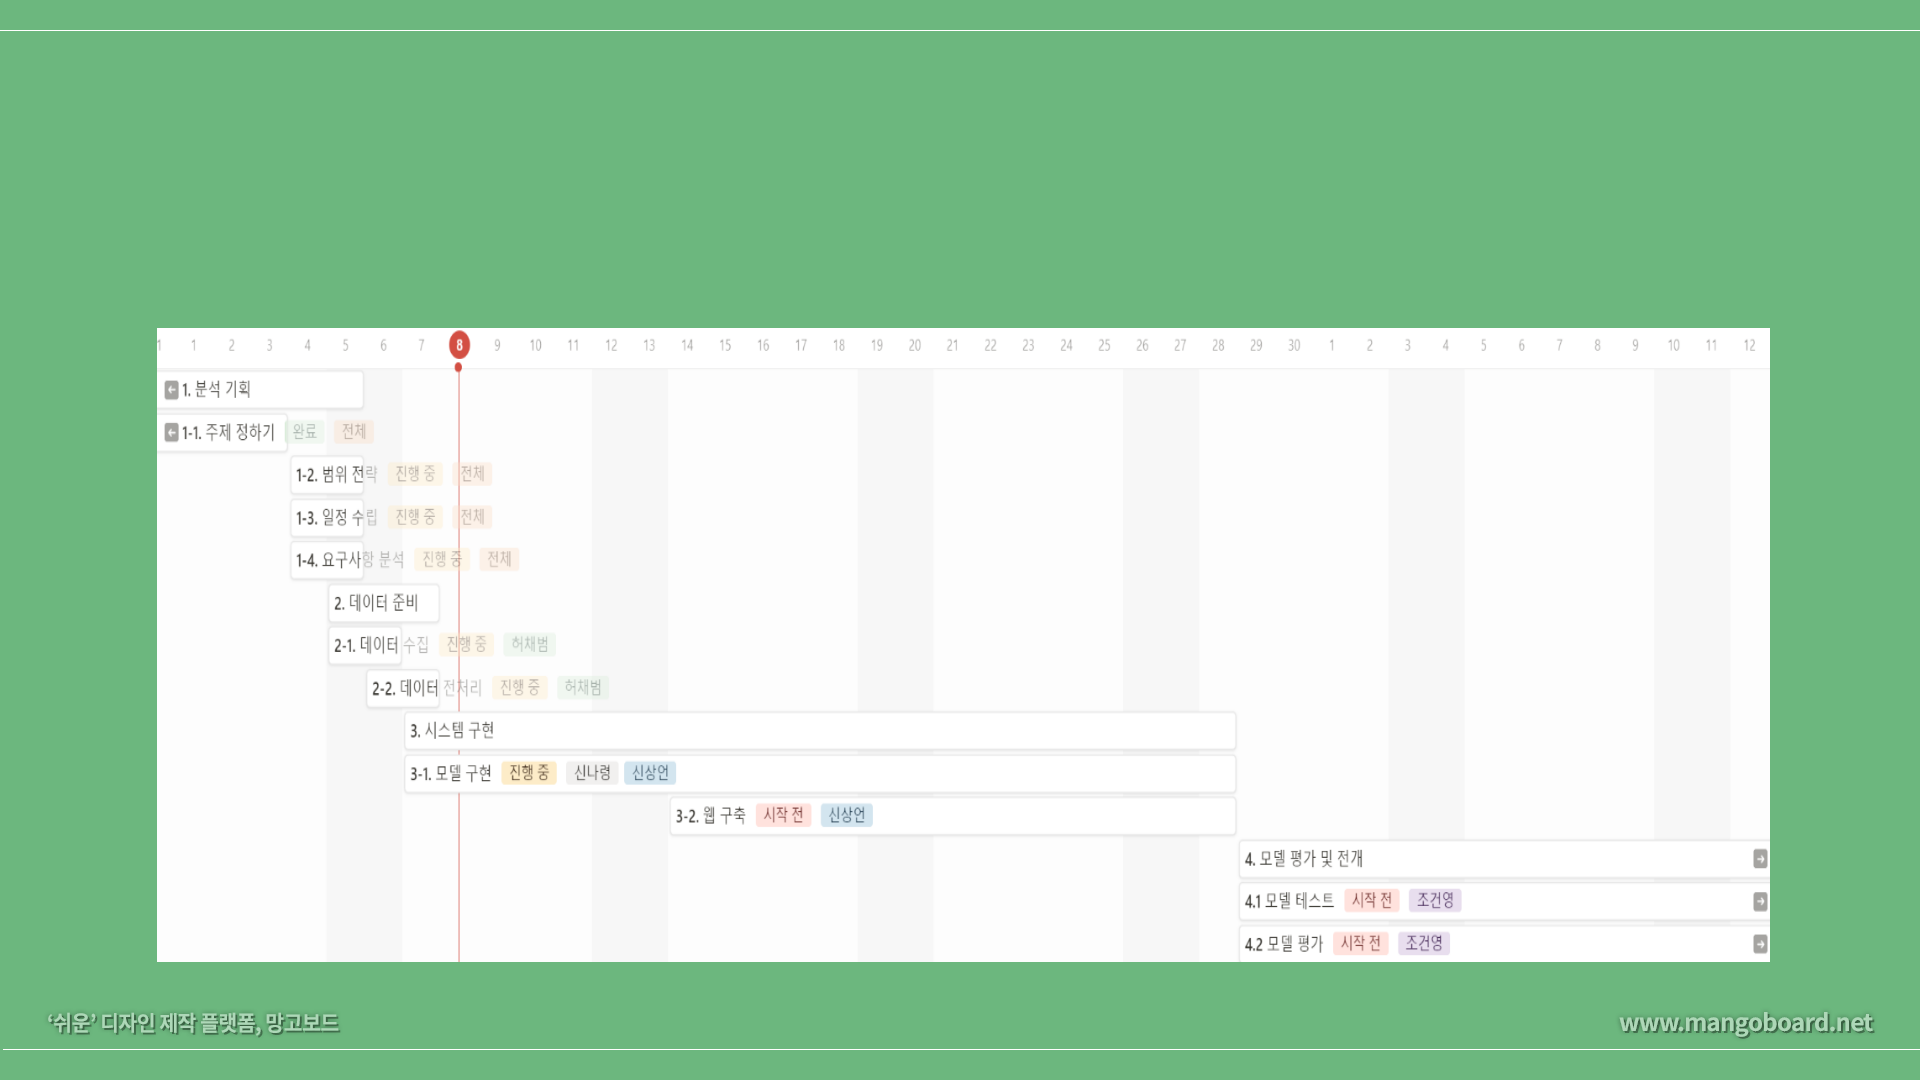 1 1 2 3 4 5 6 7 8 9 10 11 12 13 14 15 16 17 18 19 20 21 22 23 24 25 26 27 28 29 30 1 2 3 4 5 6 7 8 9 10 11 12
1. 분석 기획
1-1. 주제 정하기 완료 전체
1-2. 범위 전략 진행 중 전체
1-3. 일정 수립 진행 중 전체
1-4. 요구사항 분석 진행 중 전체
2. 데이터 준비
2-1. 데이터 수집 진행 중 허채범
2-2. 데이터 전처리 진행 중 허채범
3. 시스템 구현
3-1. 모델 구현 진행 중 신나령 신상언
3-2. 웹 구축 시작 전 신상언
4. 모델 평가 및 전개
4.1 모델 테스트 시작 전 조건영
4.2 모델 평가 시작 전 조건영
‘쉬운’ 디자인 제작 플랫폼, 망고보드
www.mangoboard.net